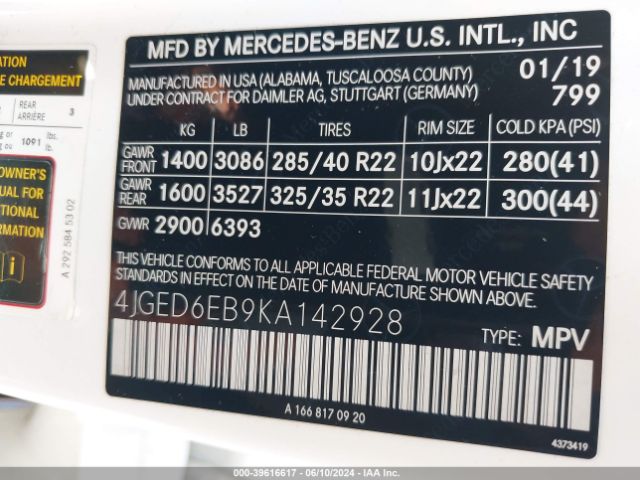 MFD BY MERCEDES-BENZ U.S. INTL., INC
MANUFACTURED IN USA (ALABAMA, TUSCALOOSA COUNTY) 01/19
UNDER CONTRACT FOR DAIMLER AG, STUTTGART (GERMANY) 799
KG LB TIRES RIM SIZE COLD KPA (PSI)
GAWR FRONT 1400 3086 285/40 R22 10Jx22 280(41)
GAWR REAR 1600 3527 325/35 R22 11Jx22 300(44)
GVWR 2900 6393
THIS VEHICLE CONFORMS TO ALL APPLICABLE FEDERAL MOTOR VEHICLE SAFETY
STANDARDS IN EFFECT ON THE DATE OF MANUFACTURE SHOWN ABOVE.
4JGED6EB9KA142928
TYPE: MPV
A 166 817 09 20
4373419
CHARGEMENT
REAR
ARRIÈRE 3
ou 1091 lbs.
lb.
OWNER'S
FOR
A 292 584 53 02
000-39616617 - 06/10/2024 - IAA Inc.